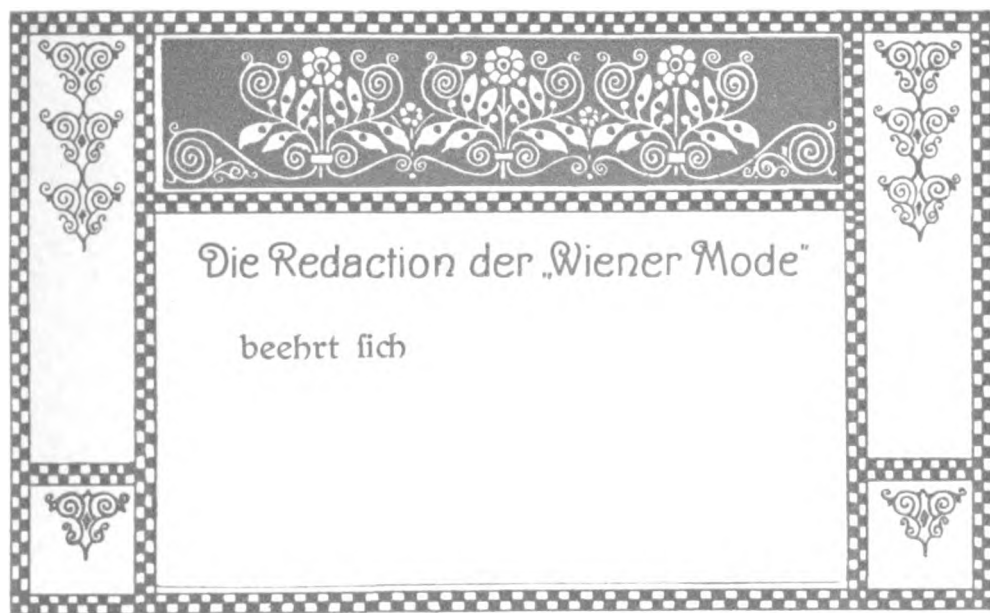 Die Redaction der „Wiener Mode“
beehrt ſich